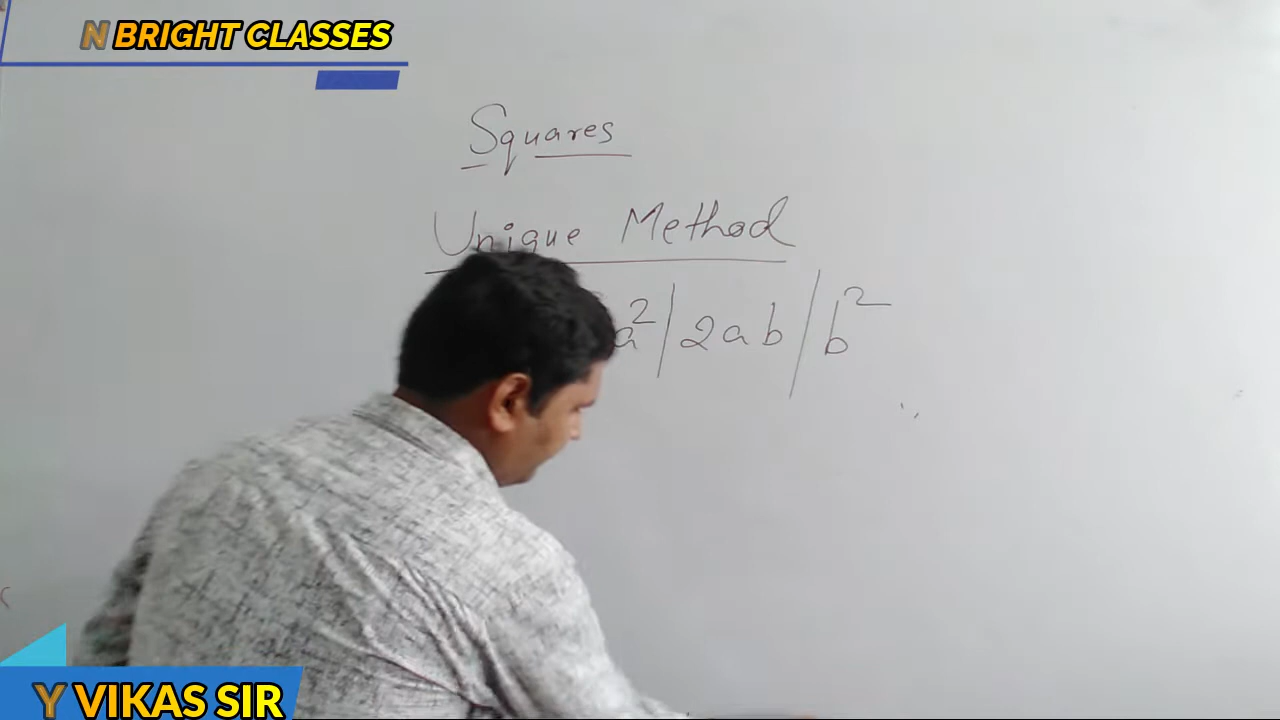 N BRIGHT CLASSES
Squares
Unique Method
a² | 2ab | b²
Y VIKAS SIR